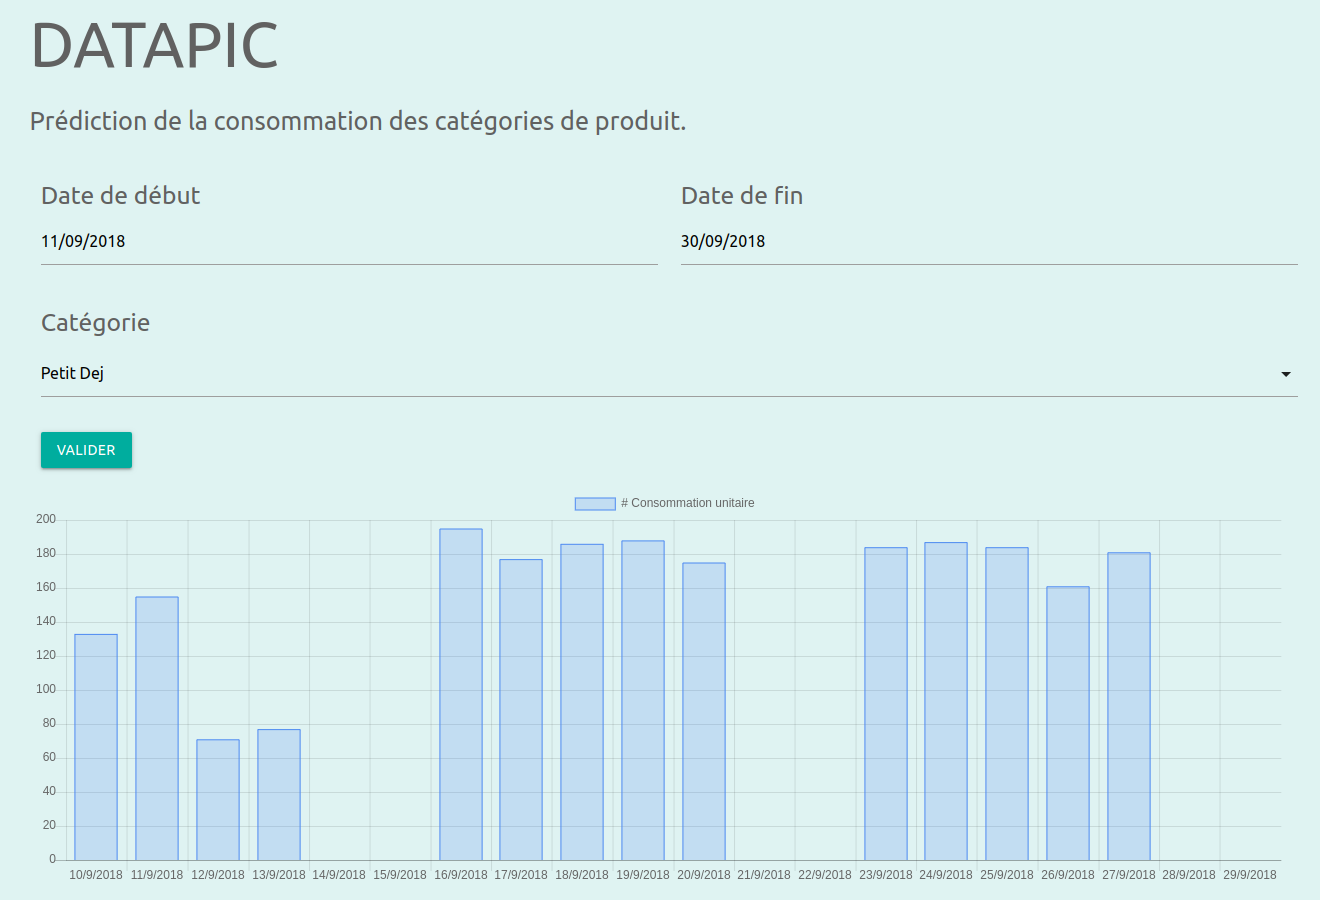 DATAPIC
Prédiction de la consommation des catégories de produit.
Date de début
Date de fin
11/09/2018
30/09/2018
Catégorie
Petit Dej
VALIDER
# Consommation unitaire
200
180
160
140
120
100
80
60
40
20
0
10/9/2018 11/9/2018 12/9/2018 13/9/2018 14/9/2018 15/9/2018 16/9/2018 17/9/2018 18/9/2018 19/9/2018 20/9/2018 21/9/2018 22/9/2018 23/9/2018 24/9/2018 25/9/2018 26/9/2018 27/9/2018 28/9/2018 29/9/2018